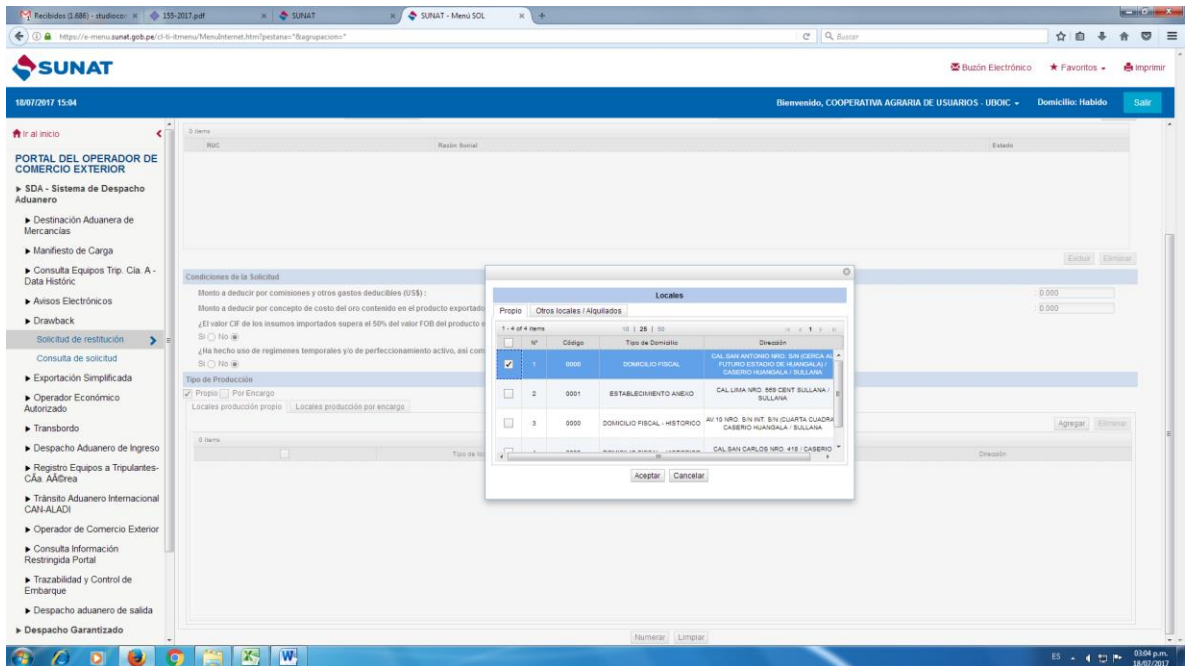 Recibidos (1.686) - studiocor
155-2017.pdf
SUNAT
SUNAT - Menú SOL
https://e-menu.sunat.gob.pe/cl-ti-itmenu/MenuInternet.htm?pestana=*&agrupacion=*
Buscar
SUNAT
Buzón Electrónico
Favoritos
Imprimir
18/07/2017 15:04
Bienvenido, COOPERATIVA AGRARIA DE USUARIOS - UBOIC
Domicilio: Habido
Salir
Ir al inicio
PORTAL DEL OPERADOR DE
COMERCIO EXTERIOR
SDA - Sistema de Despacho
Aduanero
Destinación Aduanera de
Mercancías
Manifiesto de Carga
Consulta Equipos Trip. Cía. A -
Data Históric
Avisos Electrónicos
Drawback
Solicitud de restitución
Consulta de solicitud
Exportación Simplificada
Operador Económico
Autorizado
Transbordo
Despacho Aduanero de Ingreso
Registro Equipos a Tripulantes-
CÃa. AÃ©rea
Trânsito Aduanero Internacional
CAN-ALADI
Operador de Comercio Exterior
Consulta Información
Restringida Portal
Trazabilidad y Control de
Embarque
Despacho aduanero de salida
Despacho Garantizado
0 items
RUC
Razón Social
Estado
Excluir
Eliminar
Condiciones de la Solicitud
Monto a deducir por comisiones y otros gastos deducibles (US$) :
: 0.000
Monto a deducir por concepto de costo del oro contenido en el producto exportado
: 0.000
¿El valor CIF de los insumos importados supera el 50% del valor FOB del producto e
Si No
¿Ha hecho uso de regimenes temporales y/o de perfeccionamiento activo, asi com
Si No
Tipo de Producción
Propio Por Encargo
Locales producción propio
Locales producción por encargo
Agregar
Eliminar
0 items
Tipo de loc
Dirección
Numerar
Limpiar
Locales
Propio
Otros locales / Alquilados
1 - 4 of 4 items
10 | 25 | 50
1
Nº
Código
Tipo de Domicilio
Dirección
1
0000
DOMICILIO FISCAL
CAL.SAN ANTONIO NRO. S/N (CERCA AL
FUTURO ESTADIO DE HUANGALA) /
CASERIO HUANGALA / SULLANA
2
0001
ESTABLECIMIENTO ANEXO
CAL.LIMA NRO. 559 CENT SULLANA /
SULLANA
3
0000
DOMICILIO FISCAL - HISTORICO
AV.10 NRO. S/N INT. S/N (CUARTA CUADRA
CASERIO HUANGALA / SULLANA
CAL.SAN CARLOS NRO. 418 / CASERIO
Aceptar
Cancelar
ES
03:04 p.m.
18/07/2017